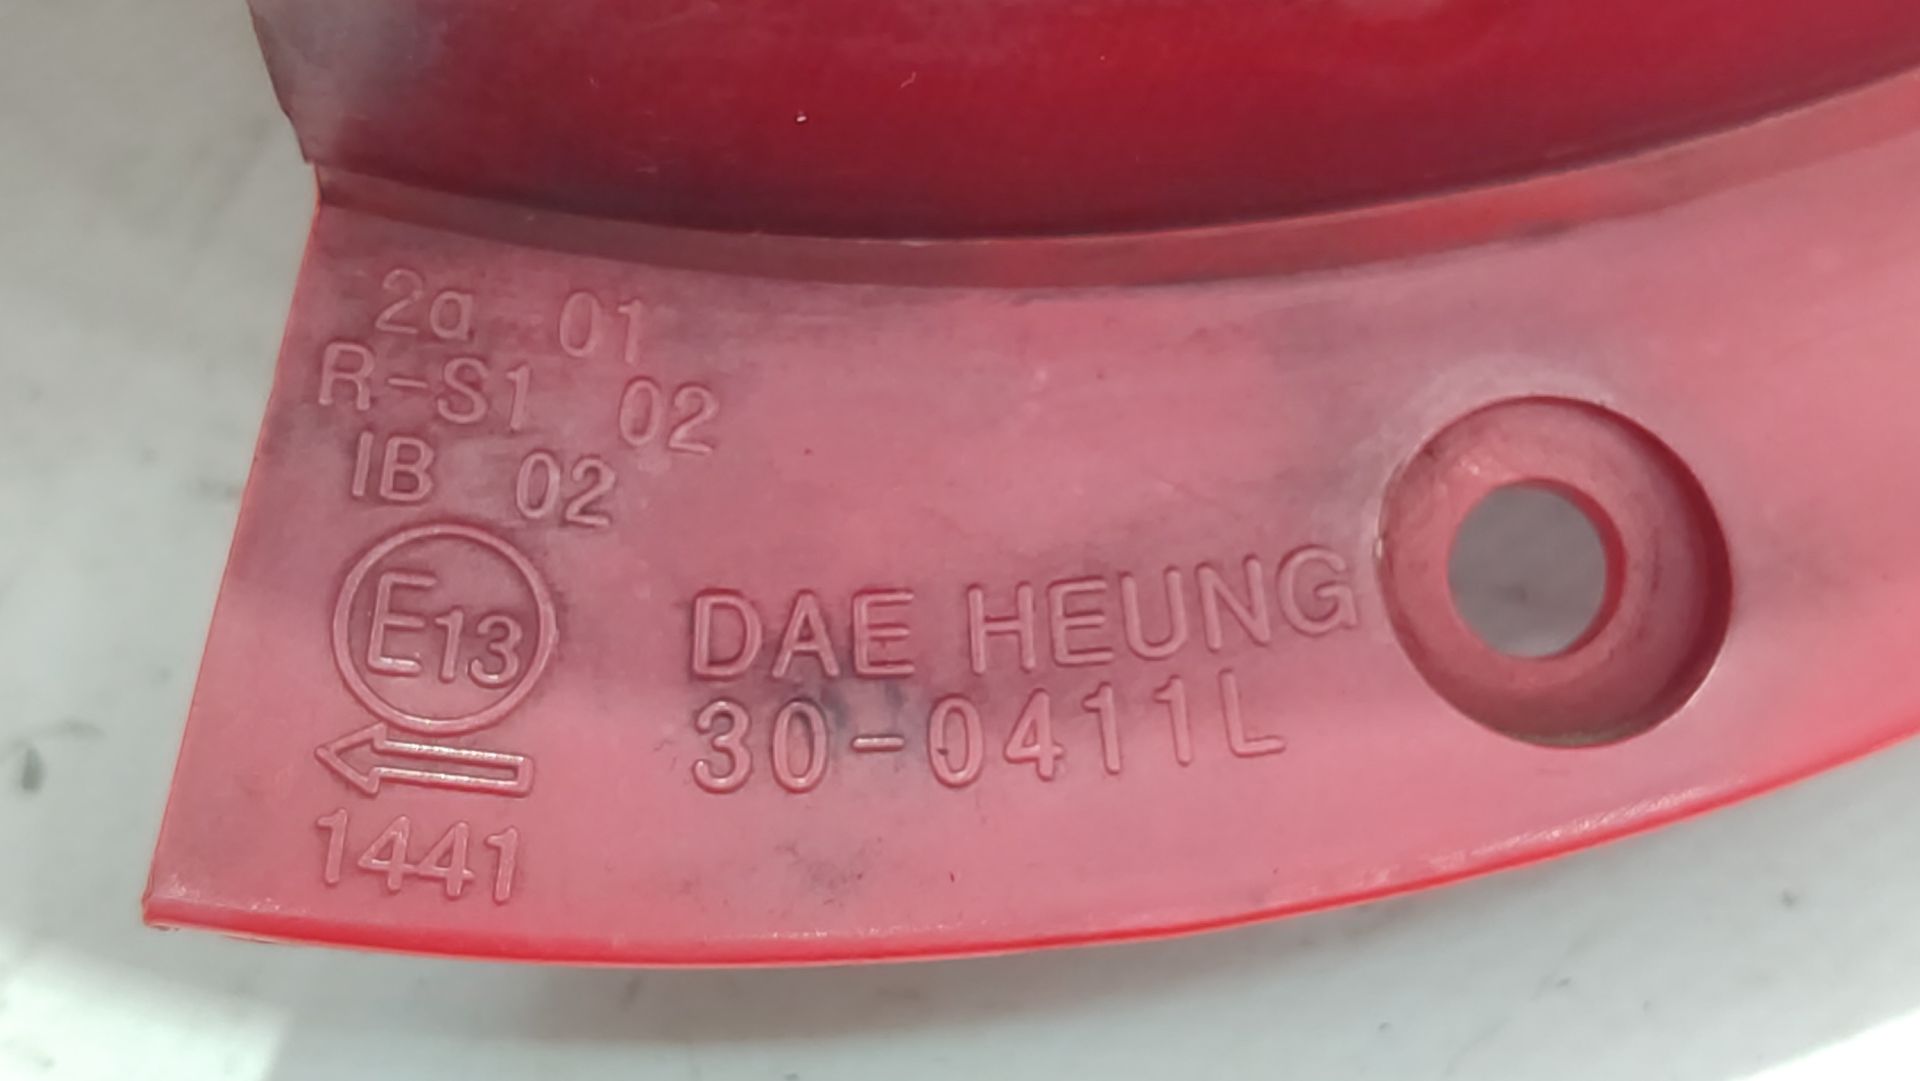 2a 01
R-S1 02
IB 02
E13
1441
DAE HEUNG
30-0411L